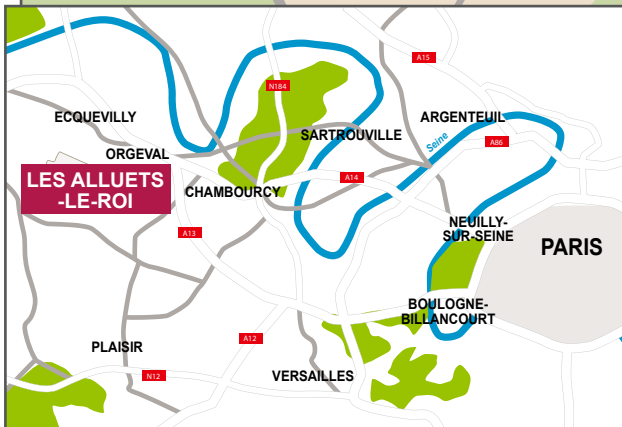 A15
N184
ECQUEVILLY
ARGENTEUIL
SARTROUVILLE
Seine
A86
ORGEVAL
LES ALLUETS
-LE-ROI
CHAMBOURCY
A14
NEUILLY-
SUR-SEINE
A13
PARIS
BOULOGNE-
BILLANCOURT
A12
PLAISIR
N12
VERSAILLES